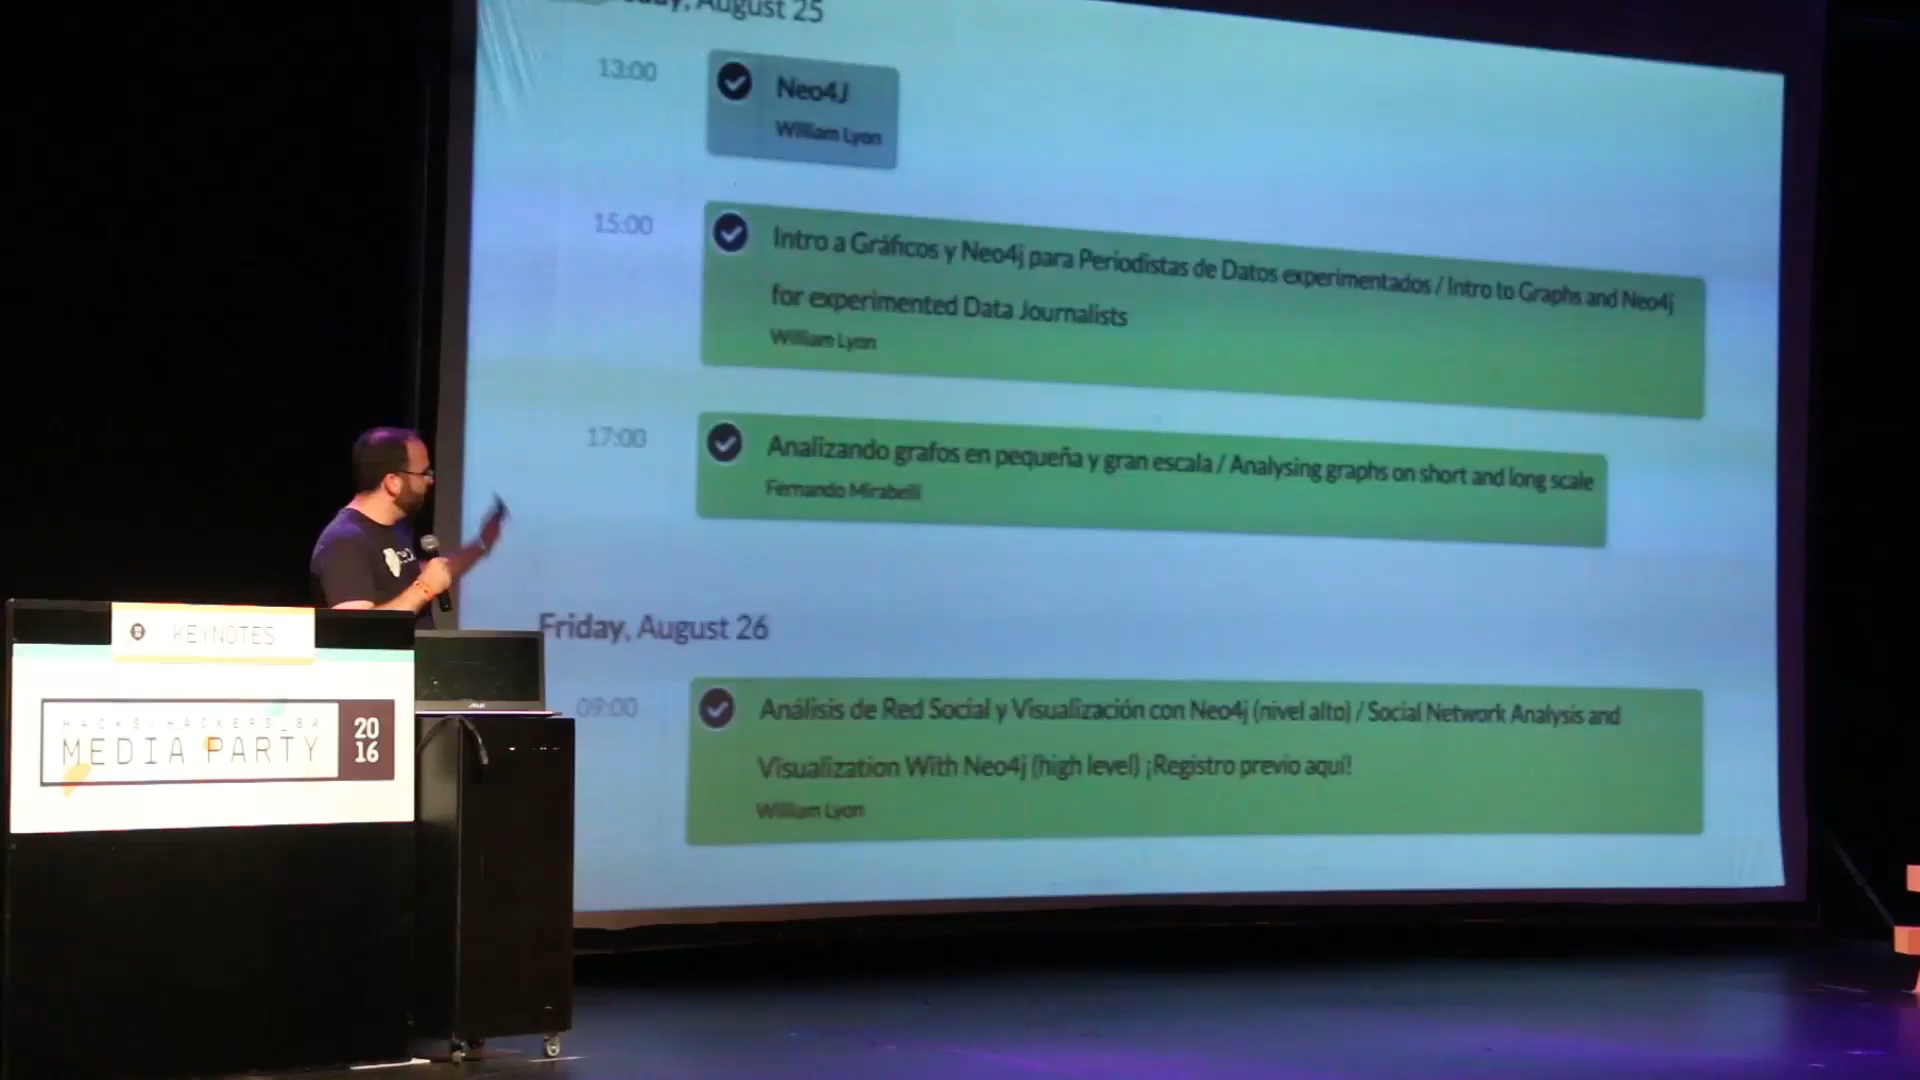 August 25
13:00
Neo4J
William Lyon
15:00
Intro a Gráficos y Neo4j para Periodistas de Datos experimentados / Intro to Graphs and Neo4j
for experimented Data Journalists
William Lyon
17:00
Analizando grafos en pequeña y gran escala / Analysing graphs on short and long scale
Fernando Mirabelli
Friday, August 26
09:00
Análisis de Red Social y Visualización con Neo4j (nivel alto) / Social Network Analysis and
Visualization With Neo4j (high level) ¡Registro previo aquí!
William Lyon
KEYNOTES
HACKS/HACKERS_BA
MEDIA PARTY
20
16